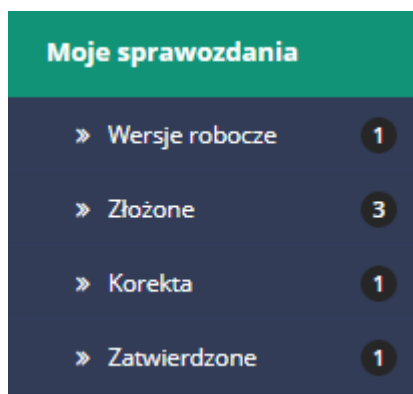 Moje sprawozdania
» Wersje robocze 1
» Złożone 3
» Korekta 1
» Zatwierdzone 1